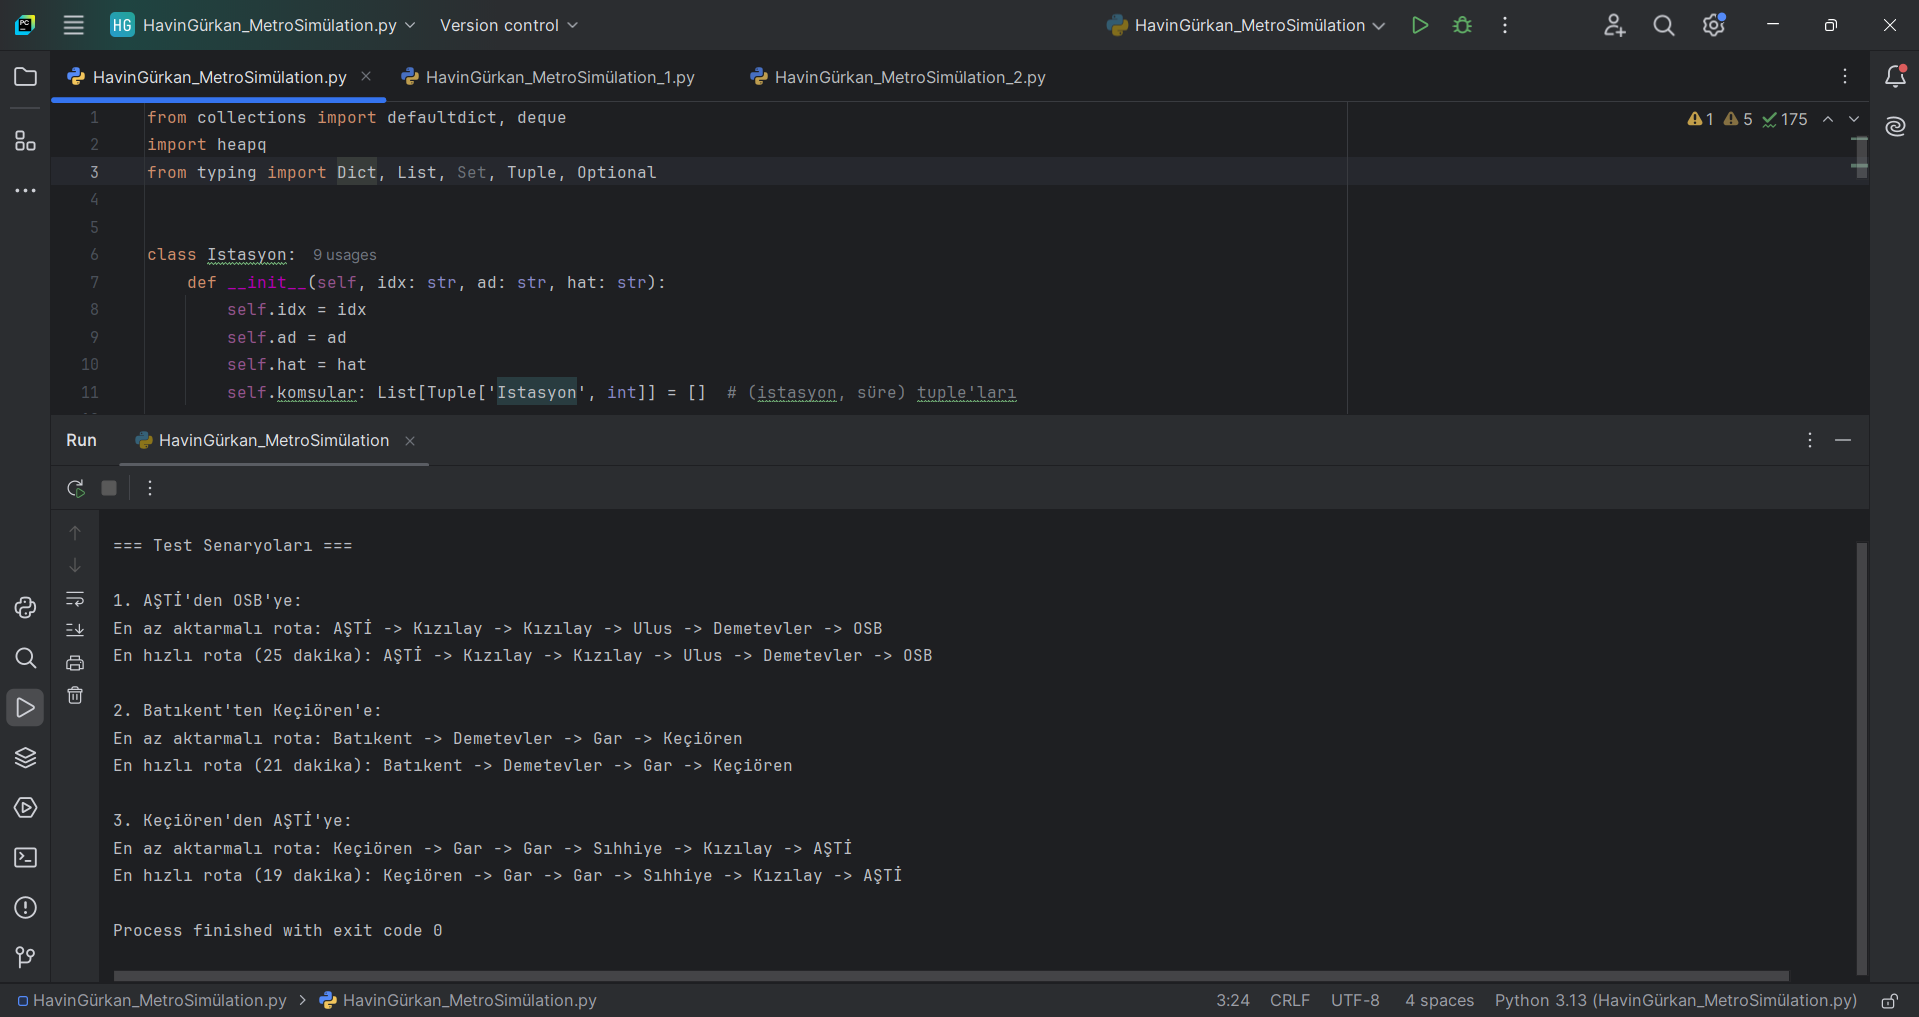 HG HavinGürkan_MetroSimülation.py Version control HavinGürkan_MetroSimülation
HavinGürkan_MetroSimülation.py HavinGürkan_MetroSimülation_1.py HavinGürkan_MetroSimülation_2.py
1 from collections import defaultdict, deque 1 5 175
2 import heapq
3 from typing import Dict, List, Set, Tuple, Optional
4
5
6 class Istasyon: 9 usages
7 def __init__(self, idx: str, ad: str, hat: str):
8 self.idx = idx
9 self.ad = ad
10 self.hat = hat
11 self.komsular: List[Tuple['Istasyon', int]] = [] # (istasyon, süre) tuple'ları
Run HavinGürkan_MetroSimülation
=== Test Senaryoları ===
1. AŞTİ'den OSB'ye:
En az aktarmalı rota: AŞTİ -> Kızılay -> Kızılay -> Ulus -> Demetevler -> OSB
En hızlı rota (25 dakika): AŞTİ -> Kızılay -> Kızılay -> Ulus -> Demetevler -> OSB
2. Batıkent'ten Keçiören'e:
En az aktarmalı rota: Batıkent -> Demetevler -> Gar -> Keçiören
En hızlı rota (21 dakika): Batıkent -> Demetevler -> Gar -> Keçiören
3. Keçiören'den AŞTİ'ye:
En az aktarmalı rota: Keçiören -> Gar -> Gar -> Sıhhiye -> Kızılay -> AŞTİ
En hızlı rota (19 dakika): Keçiören -> Gar -> Gar -> Sıhhiye -> Kızılay -> AŞTİ
Process finished with exit code 0
HavinGürkan_MetroSimülation.py > HavinGürkan_MetroSimülation.py 3:24 CRLF UTF-8 4 spaces Python 3.13 (HavinGürkan_MetroSimülation.py)